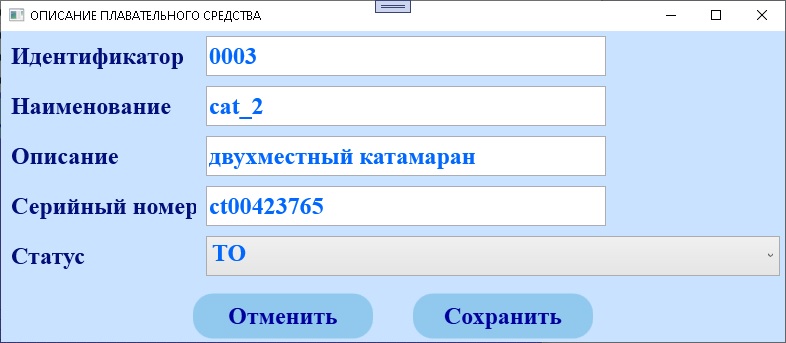 ОПИСАНИЕ ПЛАВАТЕЛЬНОГО СРЕДСТВА
Идентификатор 0003
Наименование cat_2
Описание двухместный катамаран
Серийный номер ct00423765
Статус ТО
Отменить Сохранить